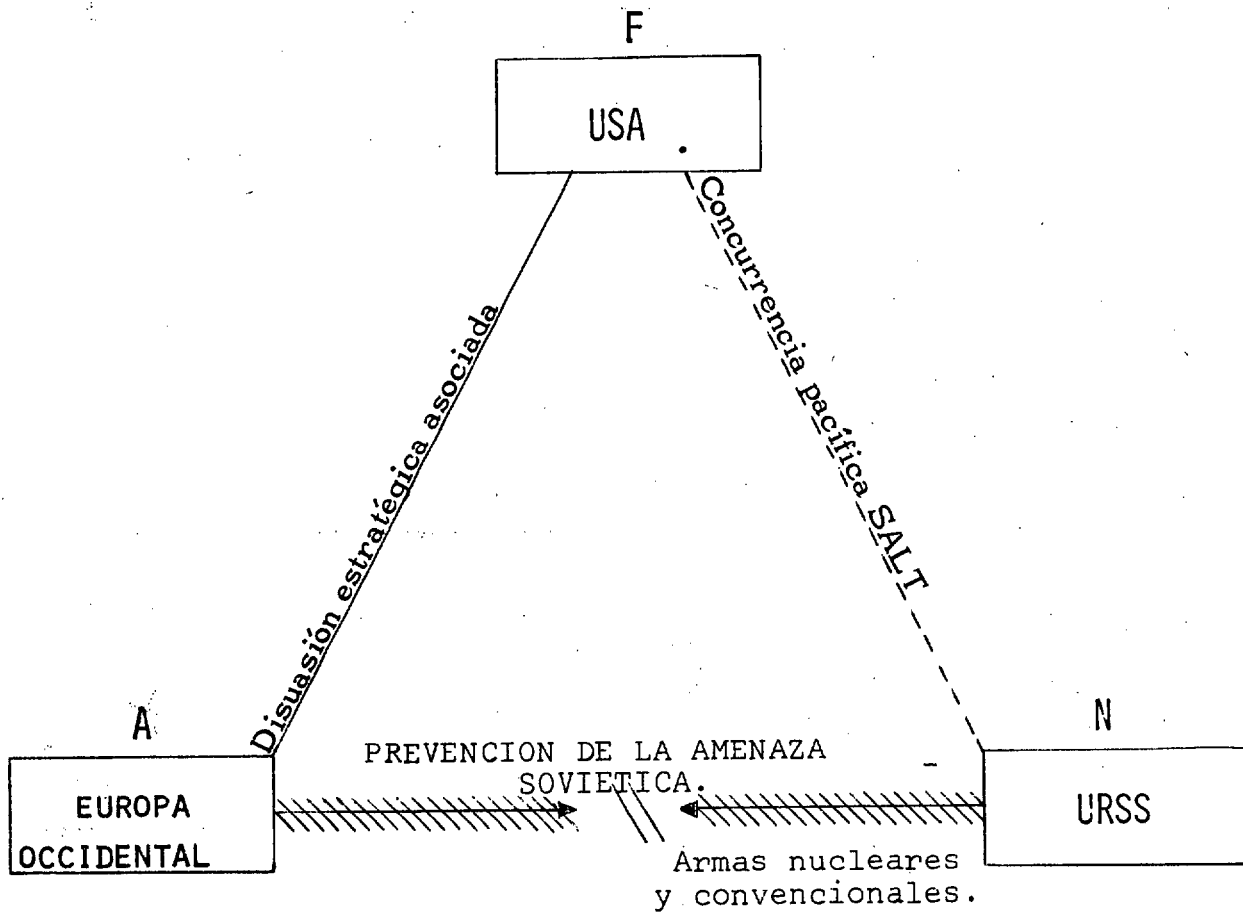 F
USA
Disuasión estratégica asociada
Concurrencia pacífica SALT
A
EUROPA
OCCIDENTAL
PREVENCION DE LA AMENAZA
SOVIETICA.
N
URSS
Armas nucleares
y convencionales.